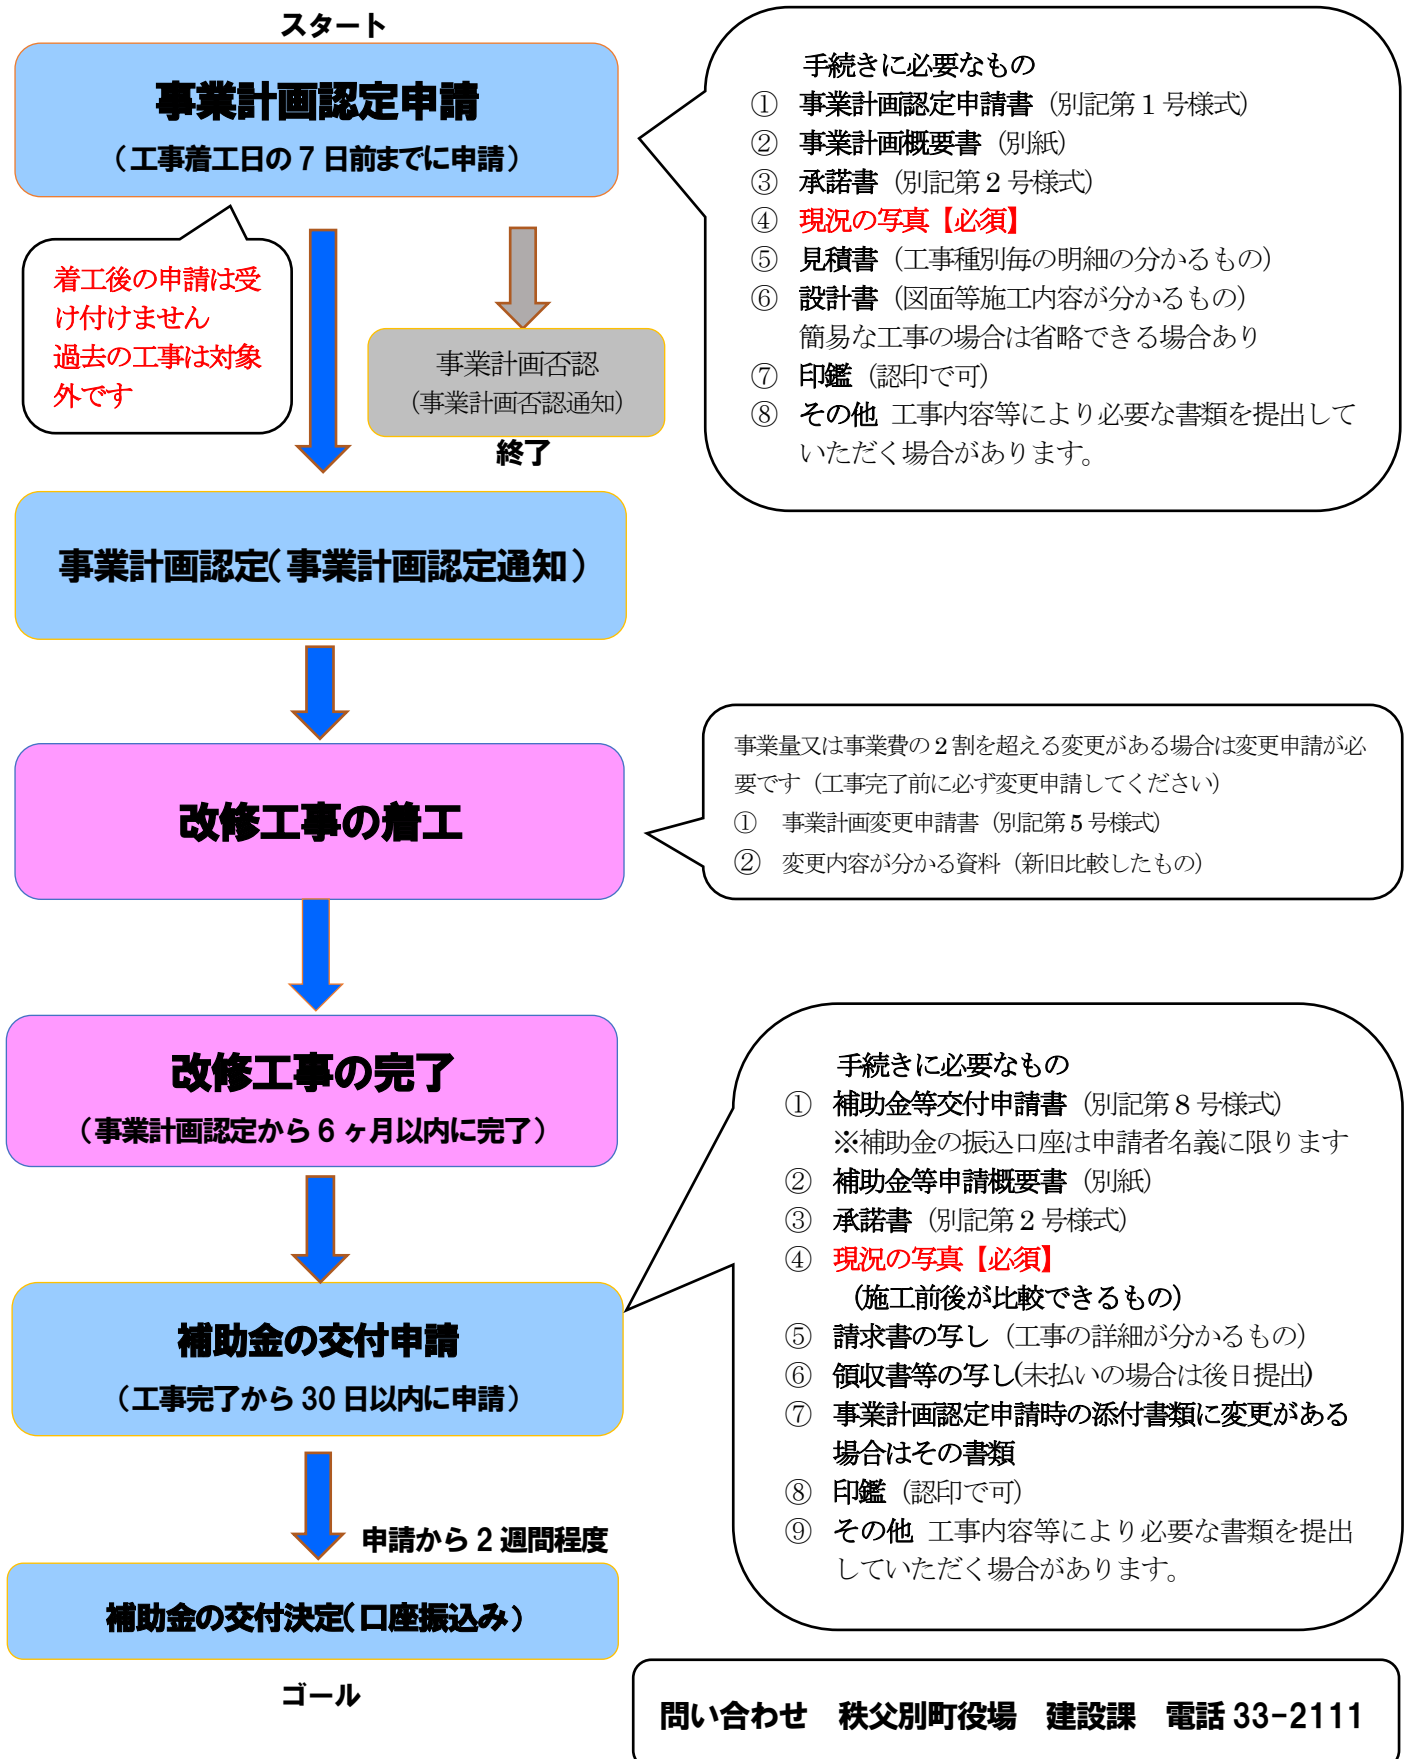 スタート
事業計画認定申請
（工事着工日の７日前までに申請）
着工後の申請は受
け付けません
過去の工事は対象
外です
事業計画否認
（事業計画否認通知）
終了
手続きに必要なもの
① 事業計画認定申請書（別記第１号様式）
② 事業計画概要書（別紙）
③ 承諾書（別記第２号様式）
④ 現況の写真【必須】
⑤ 見積書（工事種別毎の明細の分かるもの）
⑥ 設計書（図面等施工内容が分かるもの）
簡易な工事の場合は省略できる場合あり
⑦ 印鑑（認印で可）
⑧ その他 工事内容等により必要な書類を提出して
いただく場合があります。
事業計画認定（事業計画認定通知）
改修工事の着工
事業量又は事業費の２割を超える変更がある場合は変更申請が必
要です（工事完了前に必ず変更申請してください）
① 事業計画変更申請書（別記第５号様式）
② 変更内容が分かる資料（新旧比較したもの）
改修工事の完了
（事業計画認定から６ヶ月以内に完了）
補助金の交付申請
（工事完了から 30 日以内に申請）
手続きに必要なもの
① 補助金等交付申請書（別記第８号様式）
※補助金の振込口座は申請者名義に限ります
② 補助金等申請概要書（別紙）
③ 承諾書（別記第２号様式）
④ 現況の写真【必須】
（施工前後が比較できるもの）
⑤ 請求書の写し（工事の詳細が分かるもの）
⑥ 領収書等の写し(未払いの場合は後日提出)
⑦ 事業計画認定申請時の添付書類に変更がある
場合はその書類
⑧ 印鑑（認印で可）
⑨ その他 工事内容等により必要な書類を提出
していただく場合があります。
申請から２週間程度
補助金の交付決定（口座振込み）
ゴール
問い合わせ　秩父別町役場　建設課　電話 33-2111